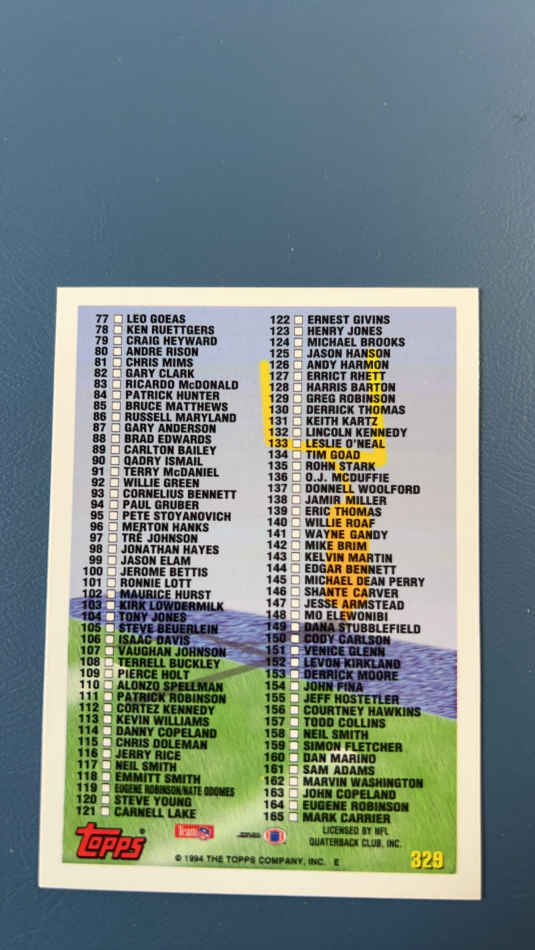 77 LEO GOEAS
78 KEN RUETTGERS
79 CRAIG HEYWARD
80 ANDRE RISON
81 CHRIS MIMS
82 GARY CLARK
83 RICARDO McDONALD
84 PATRICK HUNTER
85 BRUCE MATTHEWS
86 RUSSELL MARYLAND
87 GARY ANDERSON
88 BRAD EDWARDS
89 CARLTON BAILEY
90 QADRY ISMAIL
91 TERRY McDANIEL
92 WILLIE GREEN
93 CORNELIUS BENNETT
94 PAUL GRUBER
95 PETE STOYANOVICH
96 MERTON HANKS
97 TRÉ JOHNSON
98 JONATHAN HAYES
99 JASON ELAM
100 JEROME BETTIS
101 RONNIE LOTT
102 MAURICE HURST
103 KIRK LOWDERMILK
104 TONY JONES
105 STEVE BEUERLEIN
106 ISAAC DAVIS
107 VAUGHAN JOHNSON
108 TERRELL BUCKLEY
109 PIERCE HOLT
110 ALONZO SPELLMAN
111 PATRICK ROBINSON
112 CORTEZ KENNEDY
113 KEVIN WILLIAMS
114 DANNY COPELAND
115 CHRIS DOLEMAN
116 JERRY RICE
117 NEIL SMITH
118 EMMITT SMITH
119 EUGENE ROBINSON/NATE ODOMES
120 STEVE YOUNG
121 CARNELL LAKE
122 ERNEST GIVINS
123 HENRY JONES
124 MICHAEL BROOKS
125 JASON HANSON
126 ANDY HARMON
127 ERRICT RHETT
128 HARRIS BARTON
129 GREG ROBINSON
130 DERRICK THOMAS
131 KEITH KARTZ
132 LINCOLN KENNEDY
133 LESLIE O'NEAL
134 TIM GOAD
135 ROHN STARK
136 O.J. McDUFFIE
137 DONNELL WOOLFORD
138 JAMIR MILLER
139 ERIC THOMAS
140 WILLIE ROAF
141 WAYNE GANDY
142 MIKE BRIM
143 KELVIN MARTIN
144 EDGAR BENNETT
145 MICHAEL DEAN PERRY
146 SHANTE CARVER
147 JESSE ARMSTEAD
148 MO ELEWONIBI
149 DANA STUBBLEFIELD
150 CODY CARLSON
151 VENICE GLENN
152 LEVON KIRKLAND
153 DERRICK MOORE
154 JOHN FINA
155 JEFF HOSTETLER
156 COURTNEY HAWKINS
157 TODD COLLINS
158 NEIL SMITH
159 SIMON FLETCHER
160 DAN MARINO
161 SAM ADAMS
162 MARVIN WASHINGTON
163 JOHN COPELAND
164 EUGENE ROBINSON
165 MARK CARRIER
TOPPS
Team NFL
LICENSED BY NFL
QUATERBACK CLUB, INC.
© 1994 THE TOPPS COMPANY, INC. E
329